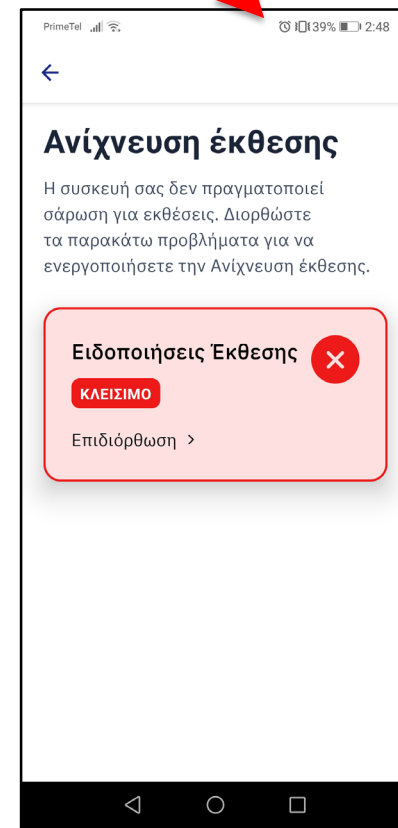 PrimeTel 39% 2:48
Ανίχνευση έκθεσης
Η συσκευή σας δεν πραγματοποιεί
σάρωση για εκθέσεις. Διορθώστε
τα παρακάτω προβλήματα για να
ενεργοποιήσετε την Ανίχνευση έκθεσης.
Ειδοποιήσεις Έκθεσης
ΚΛΕΙΣΙΜΟ
Επιδιόρθωση >